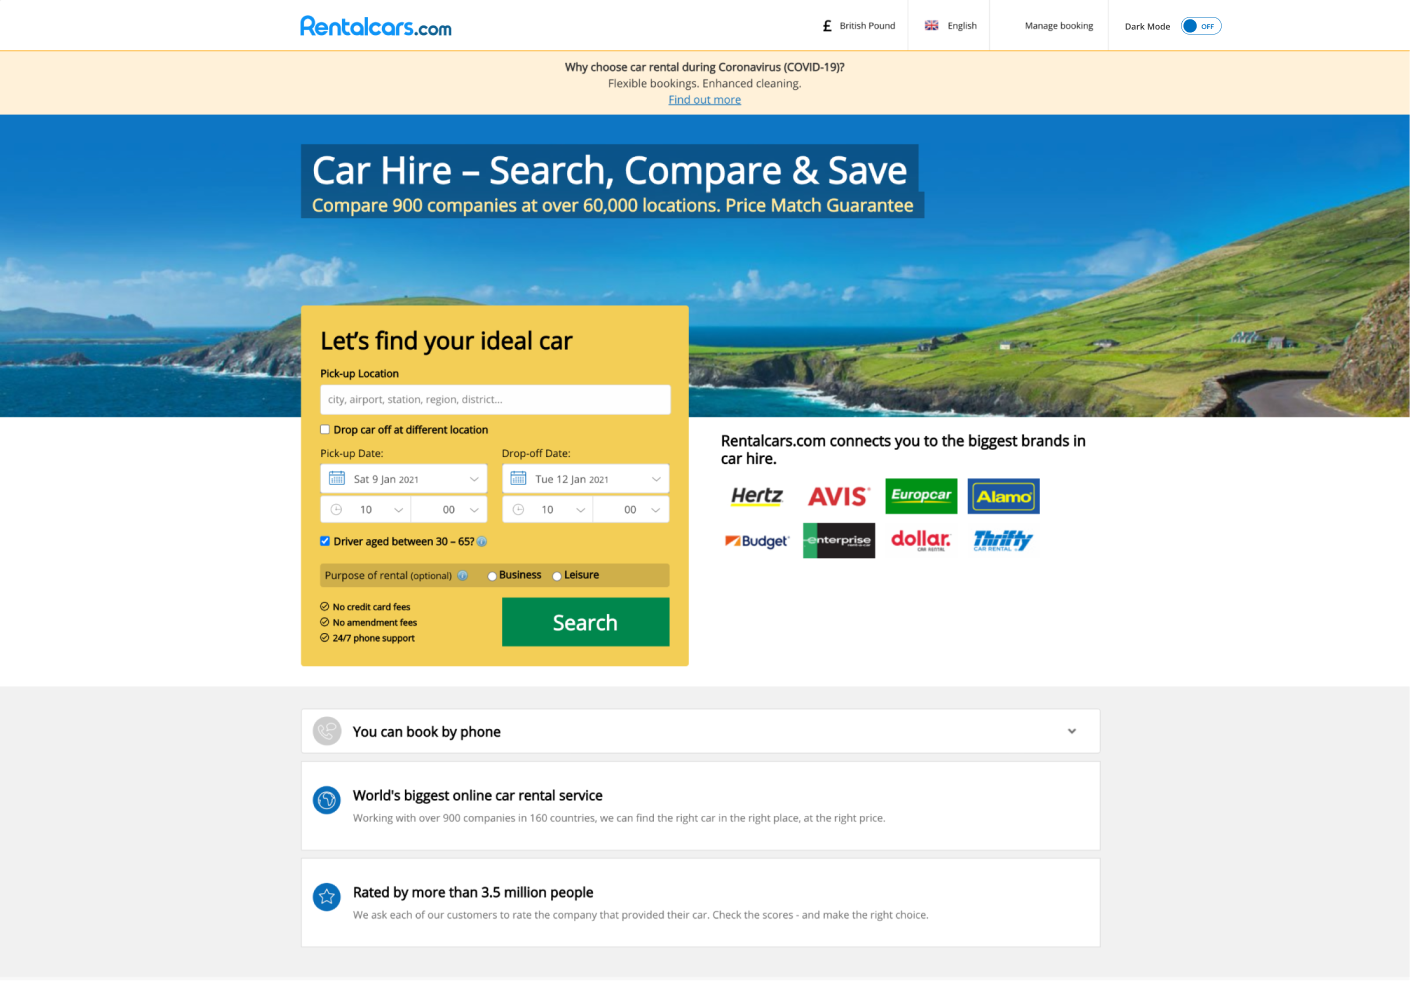 Rentalcars.com
£ British Pound
English
Manage booking
Dark Mode
OFF
Why choose car rental during Coronavirus (COVID-19)?
Flexible bookings. Enhanced cleaning.
Find out more
Car Hire – Search, Compare & Save
Compare 900 companies at over 60,000 locations. Price Match Guarantee
Let's find your ideal car
Pick-up Location
city, airport, station, region, district...
Drop car off at different location
Pick-up Date:
Drop-off Date:
Sat 9 Jan 2021
Tue 12 Jan 2021
10
00
10
00
Driver aged between 30 – 65?
Purpose of rental (optional)
Business
Leisure
No credit card fees
No amendment fees
24/7 phone support
Search
Rentalcars.com connects you to the biggest brands in
car hire.
Hertz
AVIS
Europcar
Alamo
Budget
enterprise
dollar.
CAR RENTAL
Thrifty
CAR RENTAL
You can book by phone
World's biggest online car rental service
Working with over 900 companies in 160 countries, we can find the right car in the right place, at the right price.
Rated by more than 3.5 million people
We ask each of our customers to rate the company that provided their car. Check the scores - and make the right choice.